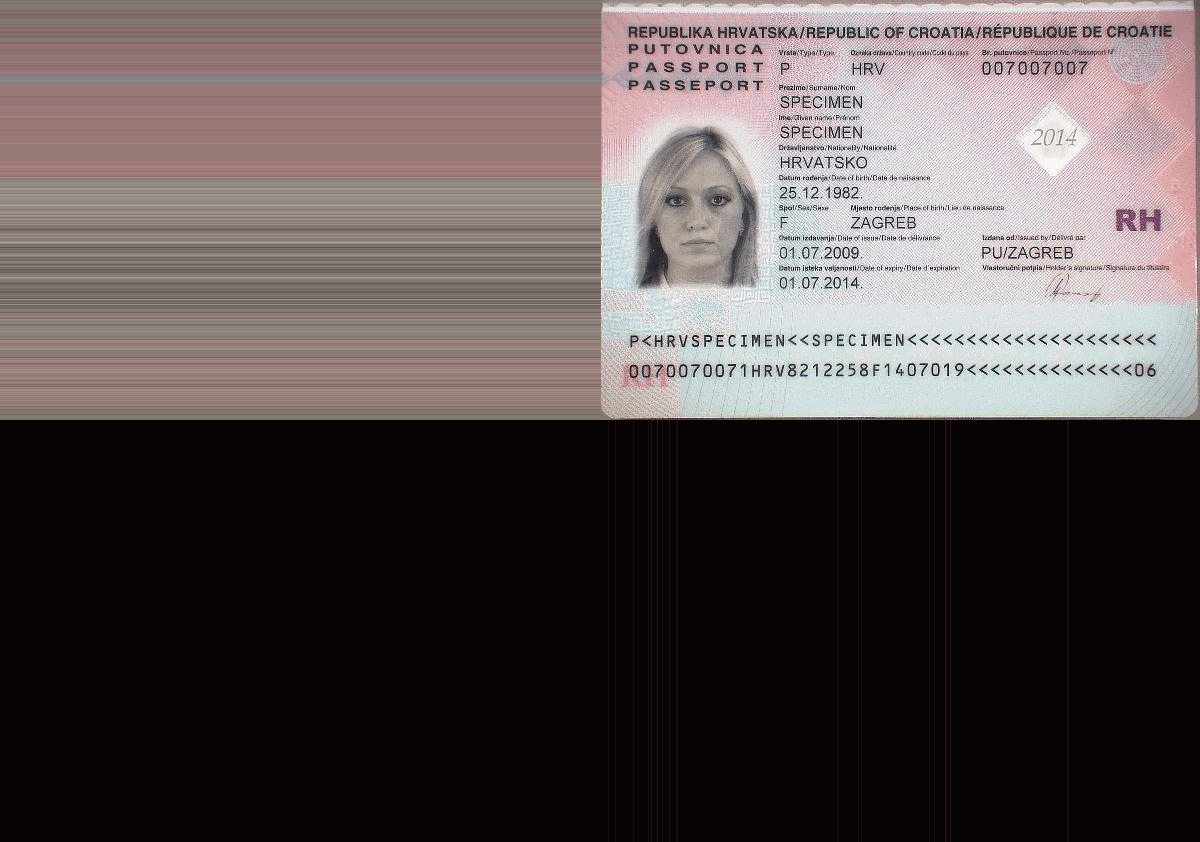 REPUBLIKA HRVATSKA/REPUBLIC OF CROATIA/RÉPUBLIQUE DE CROATIE
PUTOVNICA
PASSPORT
PASSEPORT
Vrsta/Type/Type Oznaka države/Country code/Code du pays Br. putovnice/Passport No./Passeport N°
P HRV 007007007
Prezime/Surname/Nom
SPECIMEN
Ime/Given name/Prénom
SPECIMEN
2014
Državljanstvo/Nationality/Nationalité
HRVATSKO
Datum rođenja/Date of birth/Date de naissance
25.12.1982.
Spol/Sex/Sexe Mjesto rođenja/Place of birth/Lieu de naissance
F ZAGREB
RH
Datum izdavanja/Date of issue/Date de délivrance Izdana od/Issued by/Délivré par
01.07.2009. PU/ZAGREB
Datum isteka valjanosti/Date of expiry/Date d'expiration Vlastoručni potpis/Holder's signature/Signature du titulaire
01.07.2014.
P<HRVSPECIMEN<<SPECIMEN<<<<<<<<<<<<<<<<<<<<<
0070070071HRV8212258F1407019<<<<<<<<<<<<<<06
RH